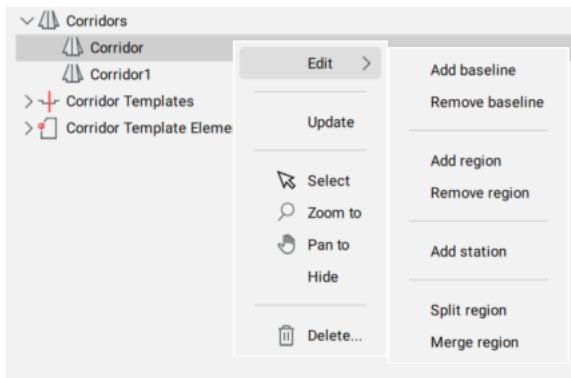 Corridors
Corridor
Corridor1
Corridor Templates
Corridor Template Eleme
Edit
Update
Select
Zoom to
Pan to
Hide
Delete...
Add baseline
Remove baseline
Add region
Remove region
Add station
Split region
Merge region